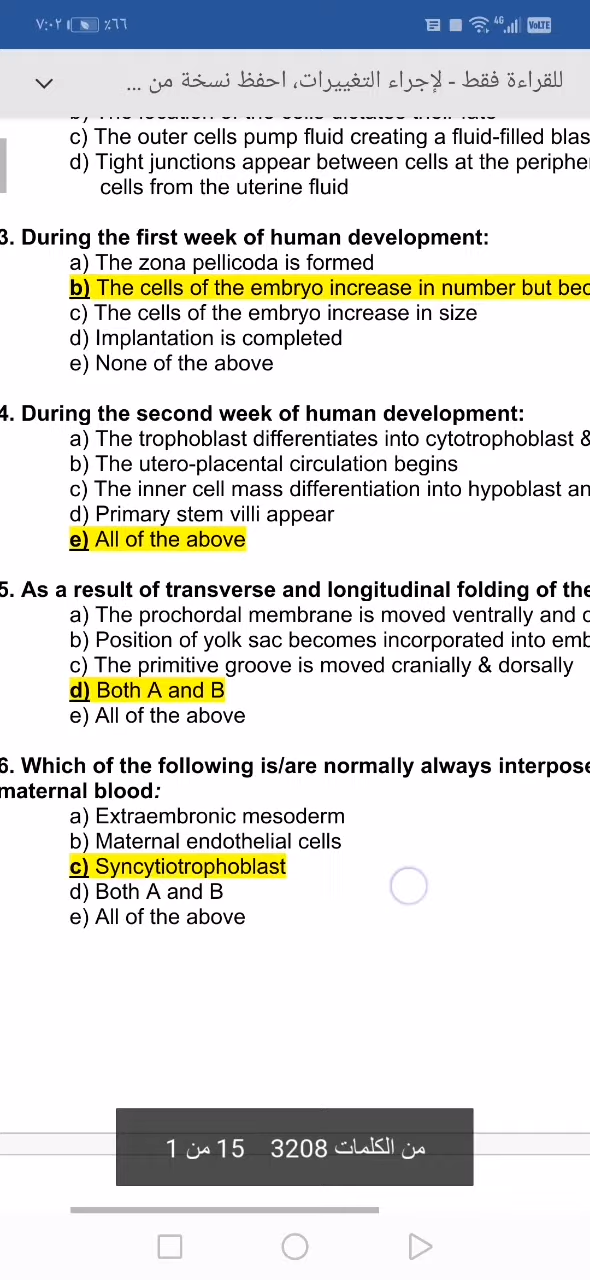 ٧:٠٢ ٪٦٦ 4G VoLTE
للقراءة فقط - لإجراء التغييرات، احفظ نسخة من ...
c) The outer cells pump fluid creating a fluid-filled blas
d) Tight junctions appear between cells at the periphe
cells from the uterine fluid
3. During the first week of human development:
a) The zona pellicoda is formed
b) The cells of the embryo increase in number but bec
c) The cells of the embryo increase in size
d) Implantation is completed
e) None of the above
4. During the second week of human development:
a) The trophoblast differentiates into cytotrophoblast &
b) The utero-placental circulation begins
c) The inner cell mass differentiation into hypoblast an
d) Primary stem villi appear
e) All of the above
5. As a result of transverse and longitudinal folding of the
a) The prochordal membrane is moved ventrally and c
b) Position of yolk sac becomes incorporated into emb
c) The primitive groove is moved cranially & dorsally
d) Both A and B
e) All of the above
6. Which of the following is/are normally always interpose
maternal blood:
a) Extraembronic mesoderm
b) Maternal endothelial cells
c) Syncytiotrophoblast
d) Both A and B
e) All of the above
1 من 15 3208 من الكلمات